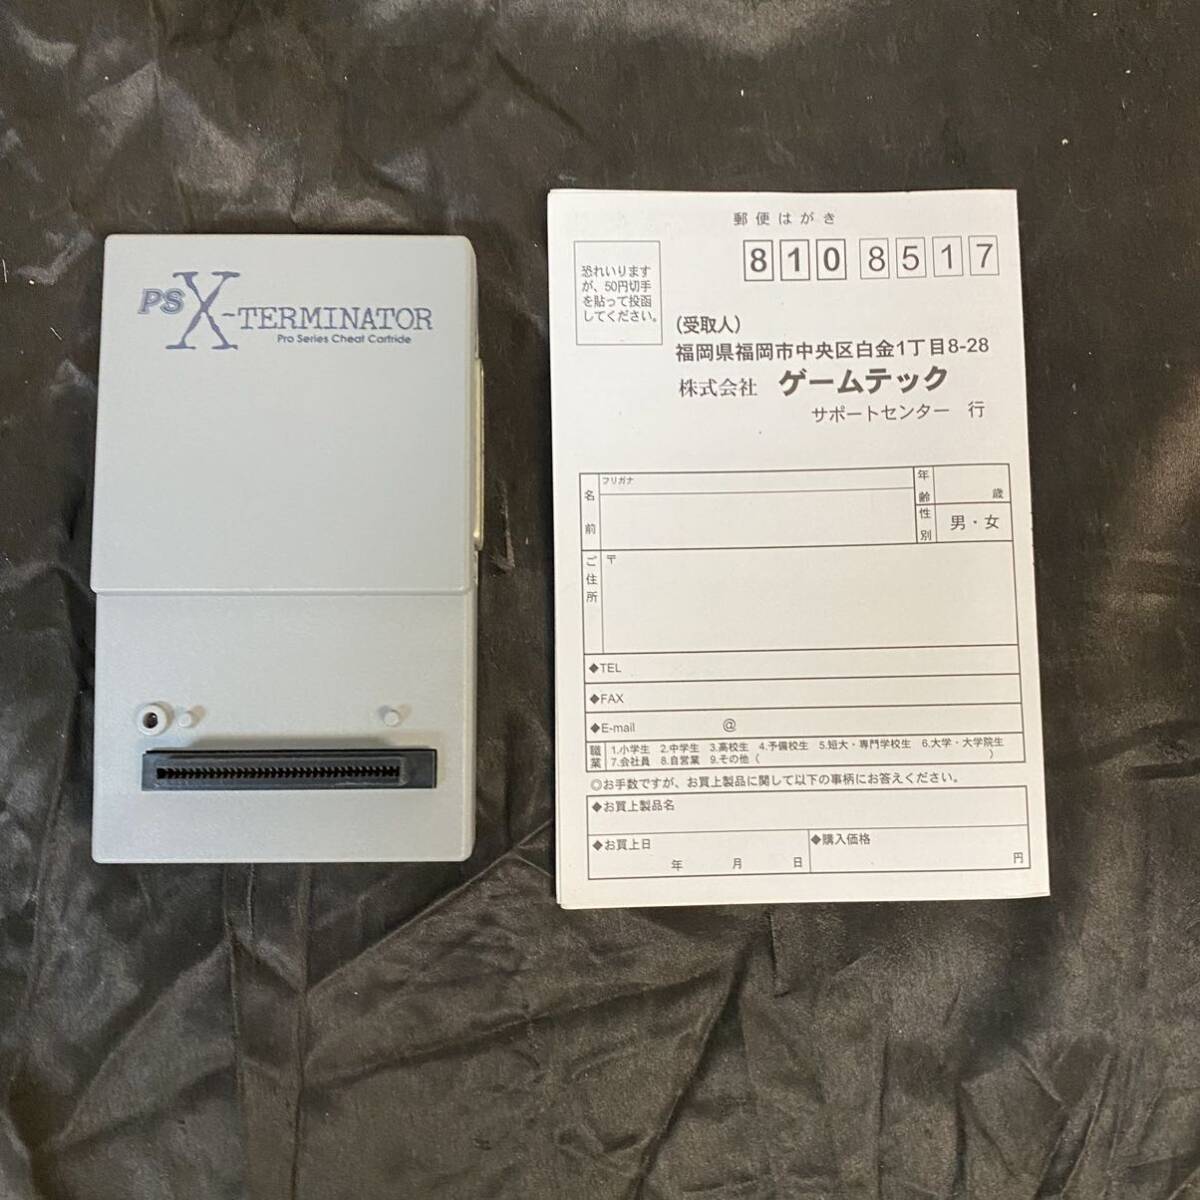 PS X-TERMINATOR
Pro Series Cheat Cartride
郵便はがき
恐れいります
が、50円切手
を貼って投函
してください。
8108517
(受取人)
福岡県福岡市中央区白金1丁目8-28
株式会社 ゲームテック
サポートセンター 行
フリガナ
名前
年齢
歳
性別
男・女
ご住所
〒
◆TEL
◆FAX
◆E-mail @
職業
1.小学生 2.中学生 3.高校生 4.予備校生 5.短大・専門学校生 6.大学・大学院生
7.会社員 8.自営業 9.その他( )
◎お手数ですが、お買上製品に関して以下の事柄にお答えください。
◆お買上製品名
◆お買上日
年 月 日
◆購入価格
円